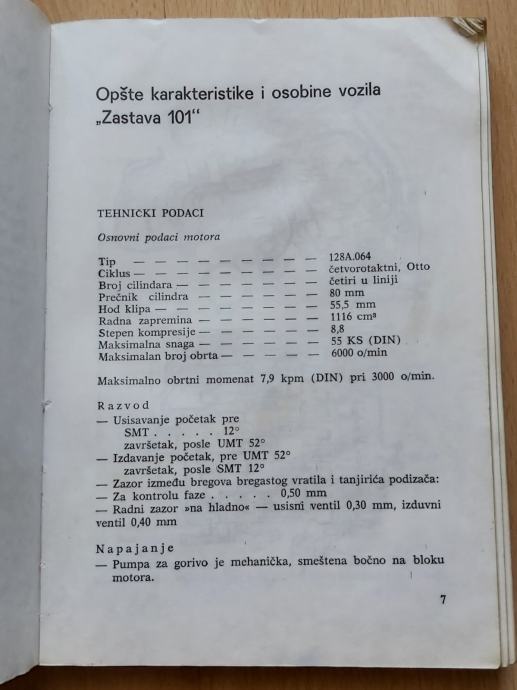 Opšte karakteristike i osobine vozila
„Zastava 101“
TEHNIČKI PODACI
Osnovni podaci motora
Tip — — — — — — — — — 128A.064
Ciklus — — — — — — — — — četvorotaktni, Otto
Broj cilindara — — — — — — — četiri u liniji
Prečnik cilindra — — — — — — — 80 mm
Hod klipa — — — — — — — — — 55,5 mm
Radna zapremina — — — — — — — 1116 cm³
Stepen kompresije — — — — — — — 8,8
Maksimalna snaga — — — — — — — 55 KS (DIN)
Maksimalan broj obrta — — — — — 6000 o/min
Maksimalno obrtni momenat 7,9 kpm (DIN) pri 3000 o/min.
Razvod
— Usisavanje početak pre
SMT . . . . . 12°
završetak, posle UMT 52°
— Izdavanje početak, pre UMT 52°
završetak, posle SMT 12°
— Zazor između bregova bregastog vratila i tanjirića podizača:
— Za kontrolu faze . . . . . 0,50 mm
— Radni zazor »na hladno« — usisni ventil 0,30 mm, izduvni
ventil 0,40 mm
Napajanje
— Pumpa za gorivo je mehanička, smeštena bočno na bloku
motora.
7